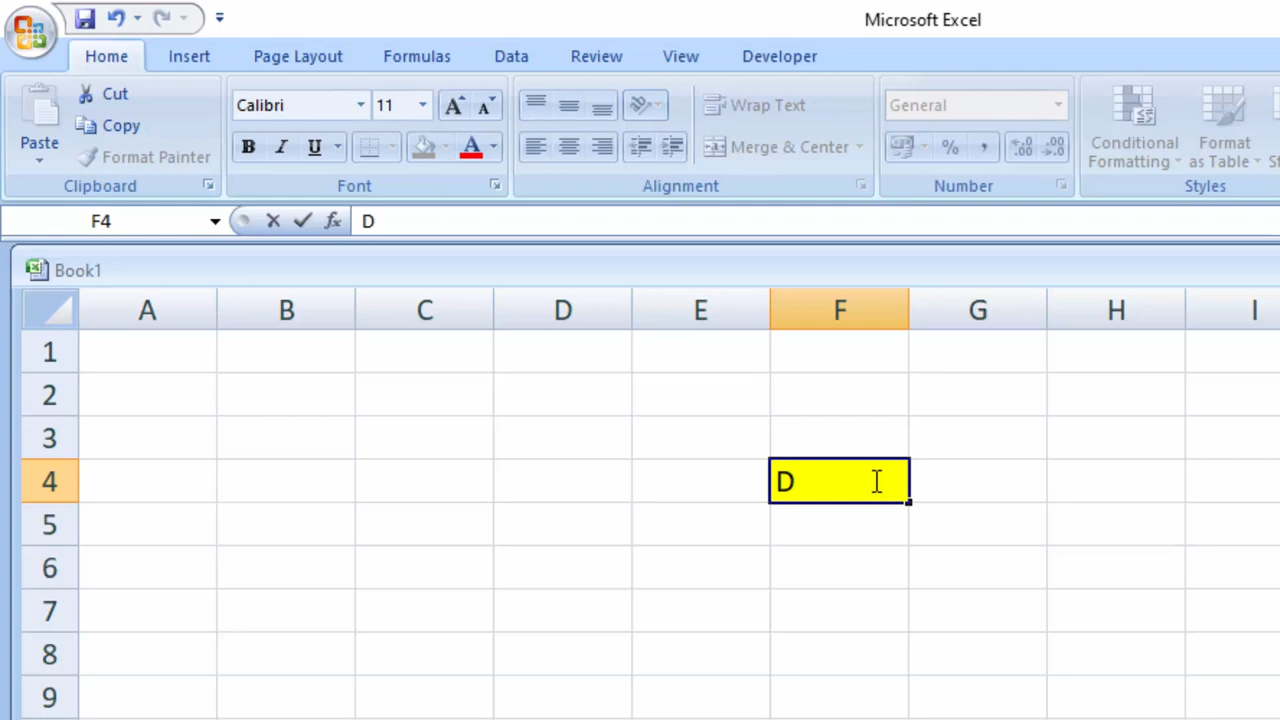 Microsoft Excel
Home Insert Page Layout Formulas Data Review View Developer
Paste Cut Copy Format Painter Clipboard
Calibri 11 A A B I U A Font
Wrap Text Merge & Center Alignment
General % , .00 .00 Number
Conditional Formatting Format as Table Styles
F4 fx D
Book1
A B C D E F G H I
1
2
3
4 D
5
6
7
8
9